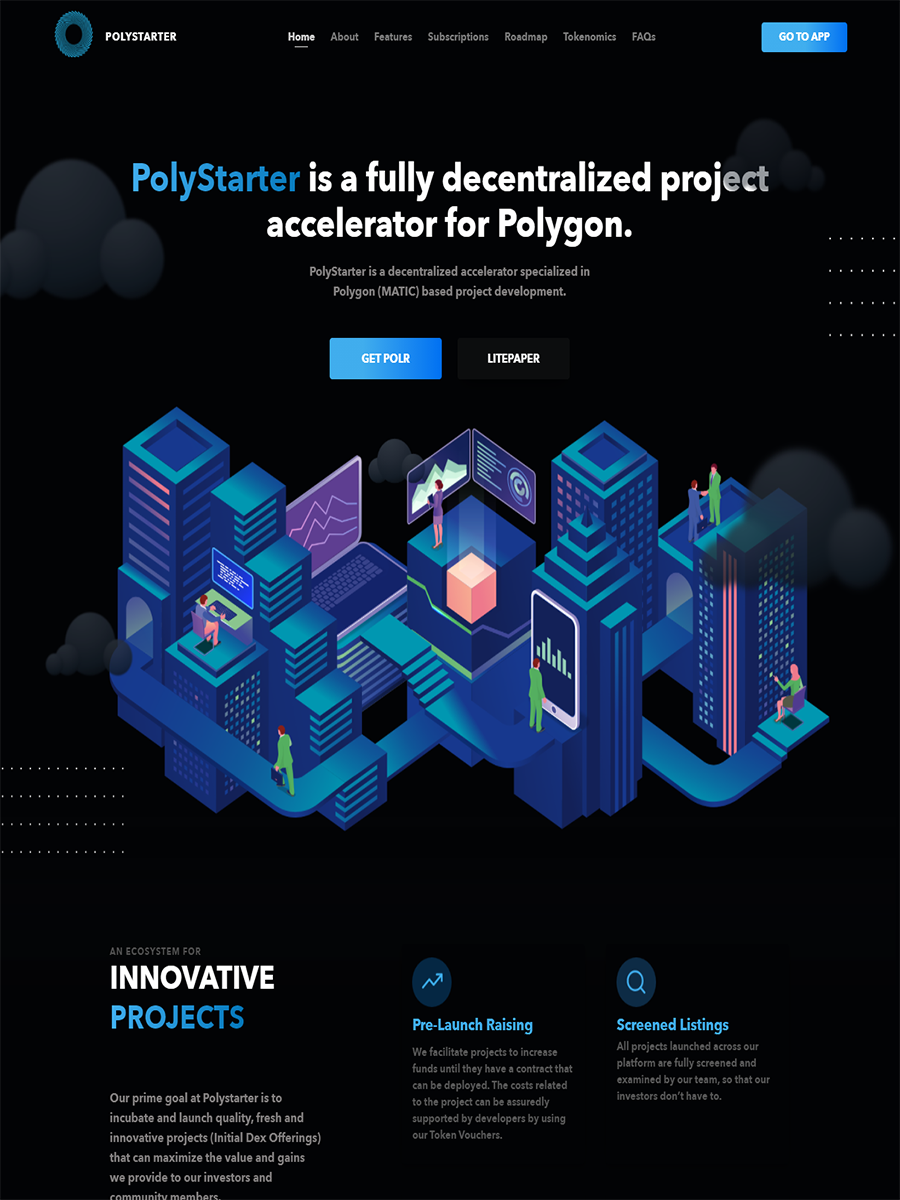 POLYSTARTER
Home About Features Subscriptions Roadmap Tokenomics FAQs
GO TO APP
PolyStarter is a fully decentralized project
accelerator for Polygon.
PolyStarter is a decentralized accelerator specialized in
Polygon (MATIC) based project development.
GET POLR
LITEPAPER
AN ECOSYSTEM FOR
INNOVATIVE
PROJECTS
Our prime goal at Polystarter is to
incubate and launch quality, fresh and
innovative projects (Initial Dex Offerings)
that can maximize the value and gains
we provide to our investors and
community members.
Pre-Launch Raising
We facilitate projects to increase
funds until they have a contract that
can be deployed. The costs related
to the project can be assuredly
supported by developers by using
our Token Vouchers.
Screened Listings
All projects launched across our
platform are fully screened and
examined by our team, so that our
investors don't have to.